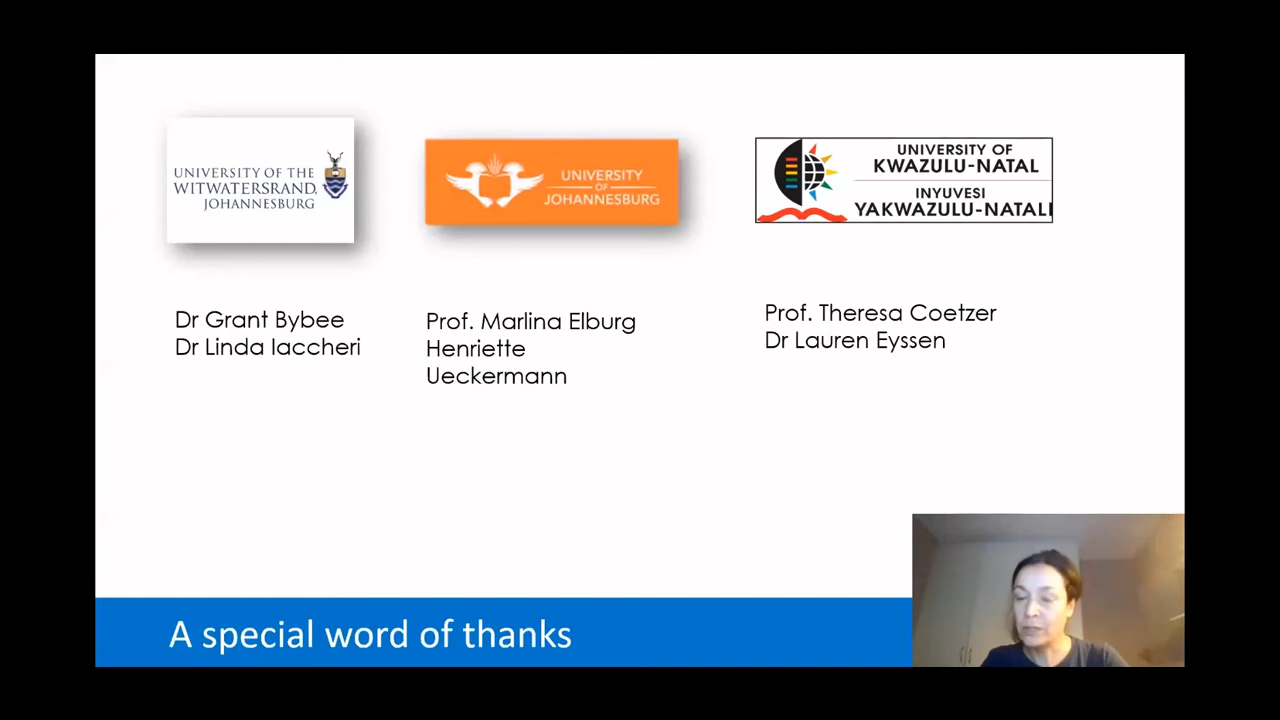 UNIVERSITY OF THE
WITWATERSRAND,
JOHANNESBURG
UNIVERSITY
OF
JOHANNESBURG
UNIVERSITY OF
KWAZULU-NATAL
INYUVESI
YAKWAZULU-NATALI
Dr Grant Bybee
Dr Linda Iaccheri
Prof. Marlina Elburg
Henriette
Ueckermann
Prof. Theresa Coetzer
Dr Lauren Eyssen
A special word of thanks